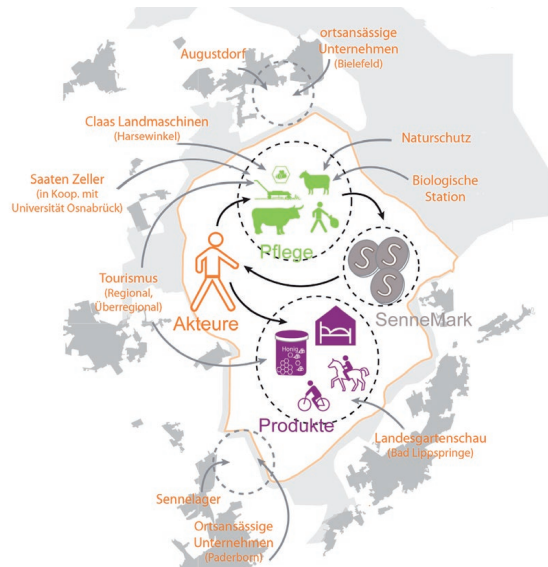 ortsansässige
Unternehmen
(Bielefeld)
Augustdorf
Claas Landmaschinen
(Harsewinkel)
Naturschutz
Saaten Zeller
(in Koop. mit
Universität Osnabrück)
Biologische
Station
Pflege
S
S
S
Tourismus
(Regional,
Überregional)
Akteure
SenneMark
Honig
Produkte
Landesgartenschau
(Bad Lippspringe)
Sennelager
Ortsansässige
Unternehmen
(Paderborn)